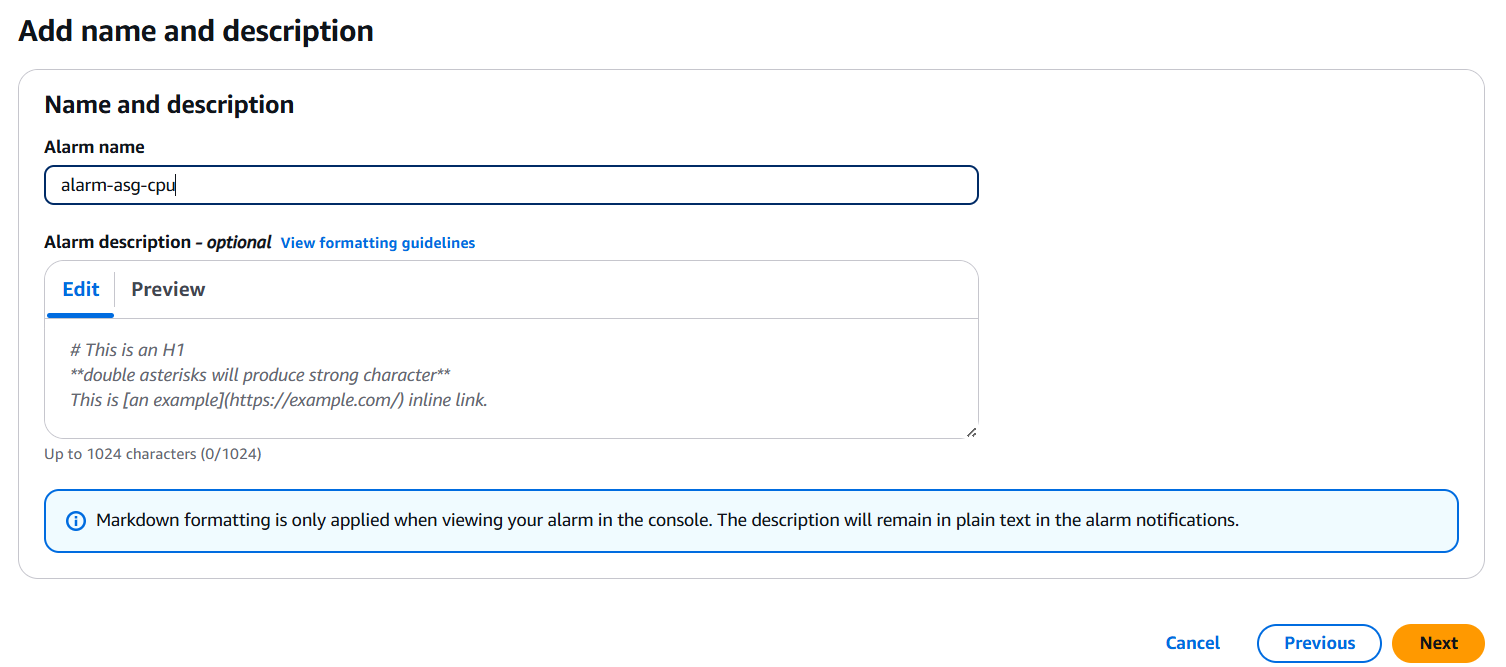 Add name and description
Name and description
Alarm name
alarm-asg-cpu
Alarm description - optional View formatting guidelines
Edit Preview
# This is an H1
**double asterisks will produce strong character**
This is [an example](https://example.com/) inline link.
Up to 1024 characters (0/1024)
Markdown formatting is only applied when viewing your alarm in the console. The description will remain in plain text in the alarm notifications.
Cancel Previous Next